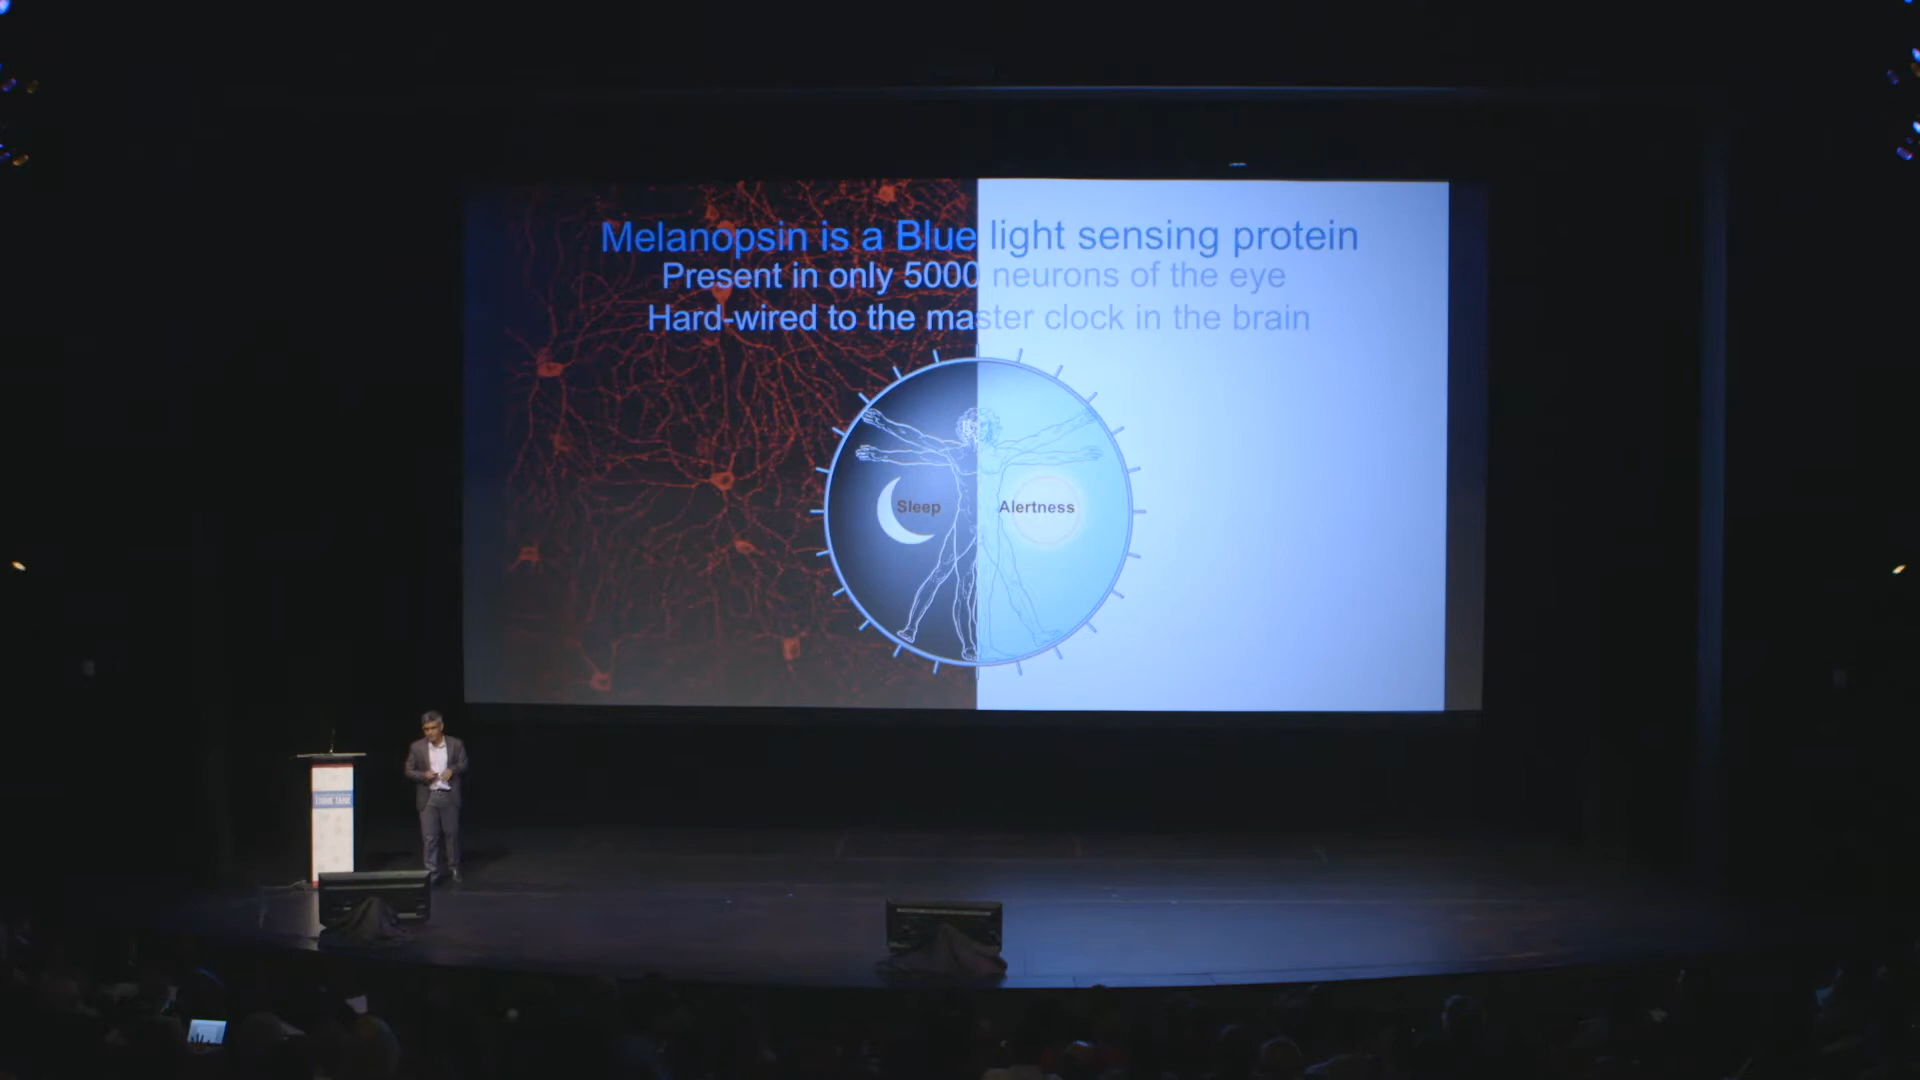 Melanopsin is a Blue light sensing protein
Present in only 5000 neurons of the eye
Hard-wired to the master clock in the brain
Sleep
Alertness